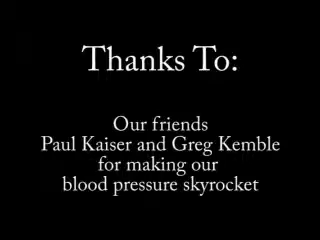 Thanks To:
Our friends
Paul Kaiser and Greg Kemble
for making our
blood pressure skyrocket